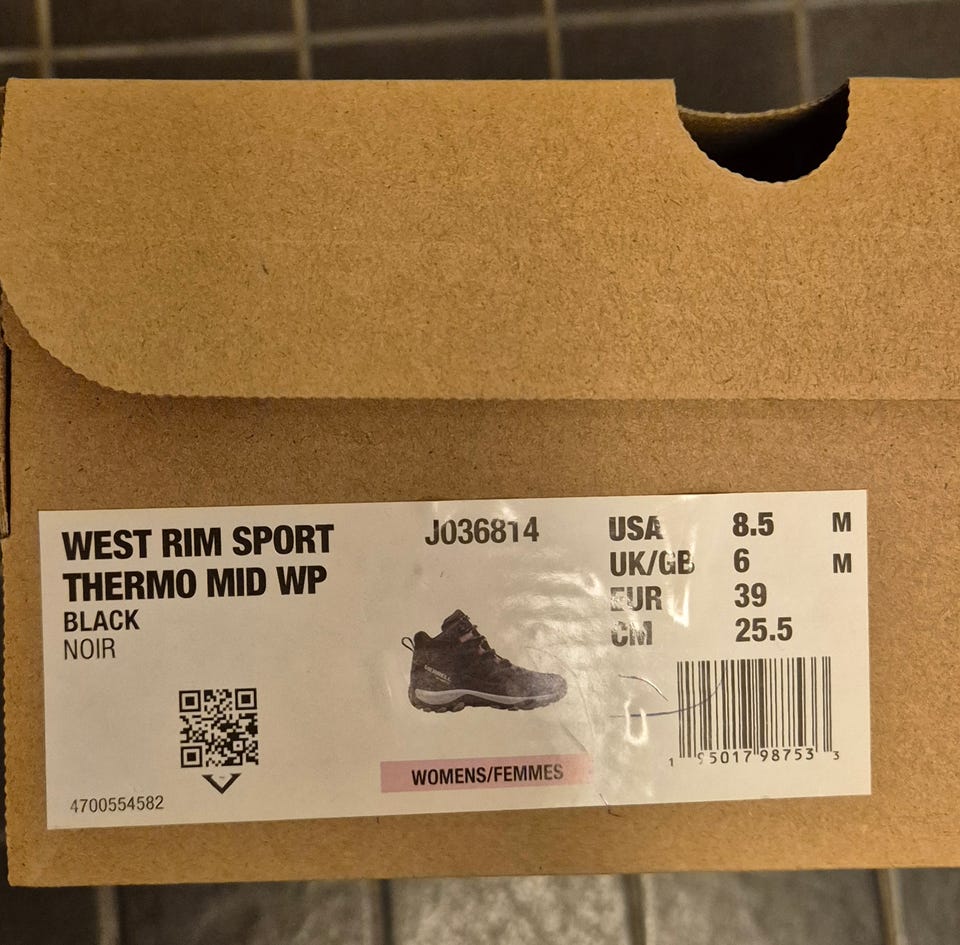 WEST RIM SPORT
THERMO MID WP
BLACK
NOIR
4700554582
J036814
MERRELL
WOMENS/FEMMES
USA 8.5 M
UK/GB 6 M
EUR 39
CM 25.5
1 95017 98753 3